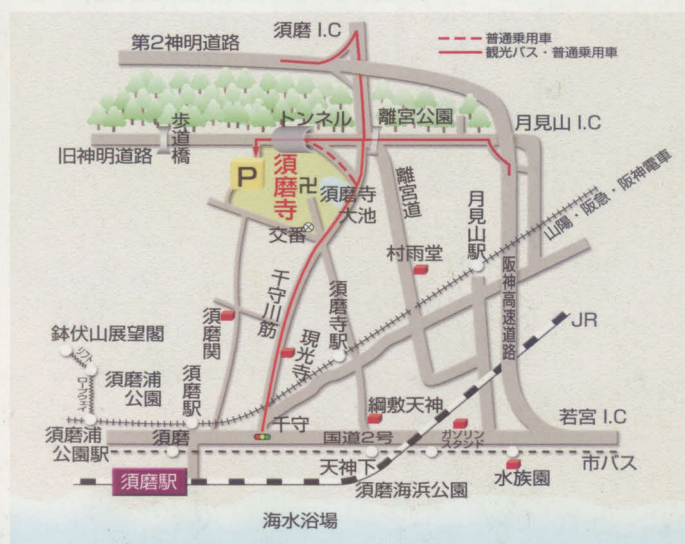 須磨I.C
第2神明道路
普通乗用車
観光バス・普通乗用車
トンネル
離宮公園
月見山I.C
歩道橋
旧神明道路
P
須磨寺
卍
須磨寺
大池
離宮道
月見山駅
山陽・阪急・阪神電車
交番
村雨堂
阪神高速道路
千守川筋
須磨寺駅
須磨関
現光寺
JR
鉢伏山展望閣
リフト
ロープウェイ
須磨浦
公園
須磨駅
綱敷天神
千守
若宮I.C
須磨浦
公園駅
須磨
国道2号
ガソリン
スタンド
天神下
市バス
須磨駅
須磨海浜公園
水族園
海水浴場